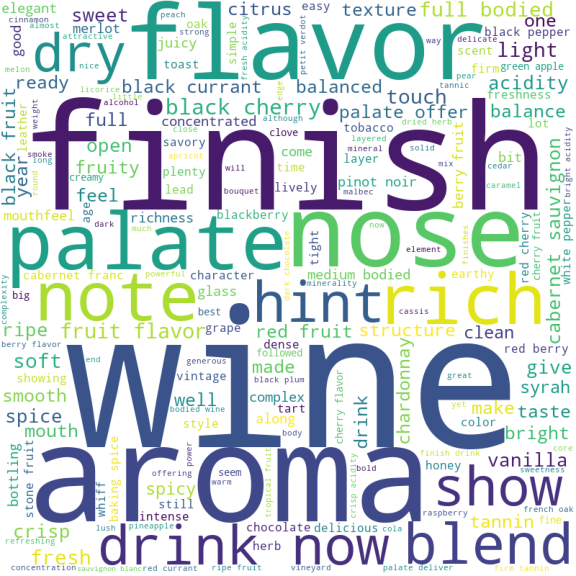 elegant
cinnamon
almost
good
sweet
merlot
attractive
nice
peach
strong
oak
toast
juicy
citrus
simple
easy
fresh acidity
texture
petit verdot
full bodied
delicate
way
tannic
one
black pepper
scent
light
green apple
firm
pear
melon
dry
flavor
acidity
freshness
ready
black currant
balanced
touch
licorice
little
edge
black cherry
palate offer
balance
lot
black fruit
year
leather
weight
full
alcohol
concentrated
although
tobacco
layered
dried herb
smoke
long
round
open
savory
close
clove
mineral
solid
cedar
bit
berry fruit
finish
fruity
creamy
apricot
come
layer
mix
caramel
feel
plenty
will
time
pinot noir
lead
bouquet
lively
malbec
mouthfeel
age
richness
blackberry
tight
now
element
finishes
red cherry
cherry fruit
white pepper
cabernet sauvignon
bright acidity
palate
nose
dark
much
cabernet franc
powerful
character
dark chocolate
minerality
medium bodied
earthy
complexity
big
note
glass
best
hint
cassis
rich
ripe
fruit flavor
grape
red fruit
structure
clean
berry flavor
end
generous
dense
followed
made
chardonnay
great
red berry
soft
showing
vintage
bodied wine
black plum
wine
give
smooth
well
complex
cherry flavor
drink
yet
make
syrah
spice
style
tart
along
color
taste
mouth
body
bright
bottling
stone fruit
baking spice
power
aroma
tropical fruit
crisp acidity
finish drink
core
whiff
offering
seem
bold
honey
show
vanilla
sweetness
spicy
warm
still
intense
raspberry
french oak
crisp
refreshing
lush
pineapple
chocolate
delicious
cola
tannin
fine
fresh
drink now
herb
blend
concentration
sauvignon blanc
red currant
ripe fruit
vineyard
palate deliver
fine tannin